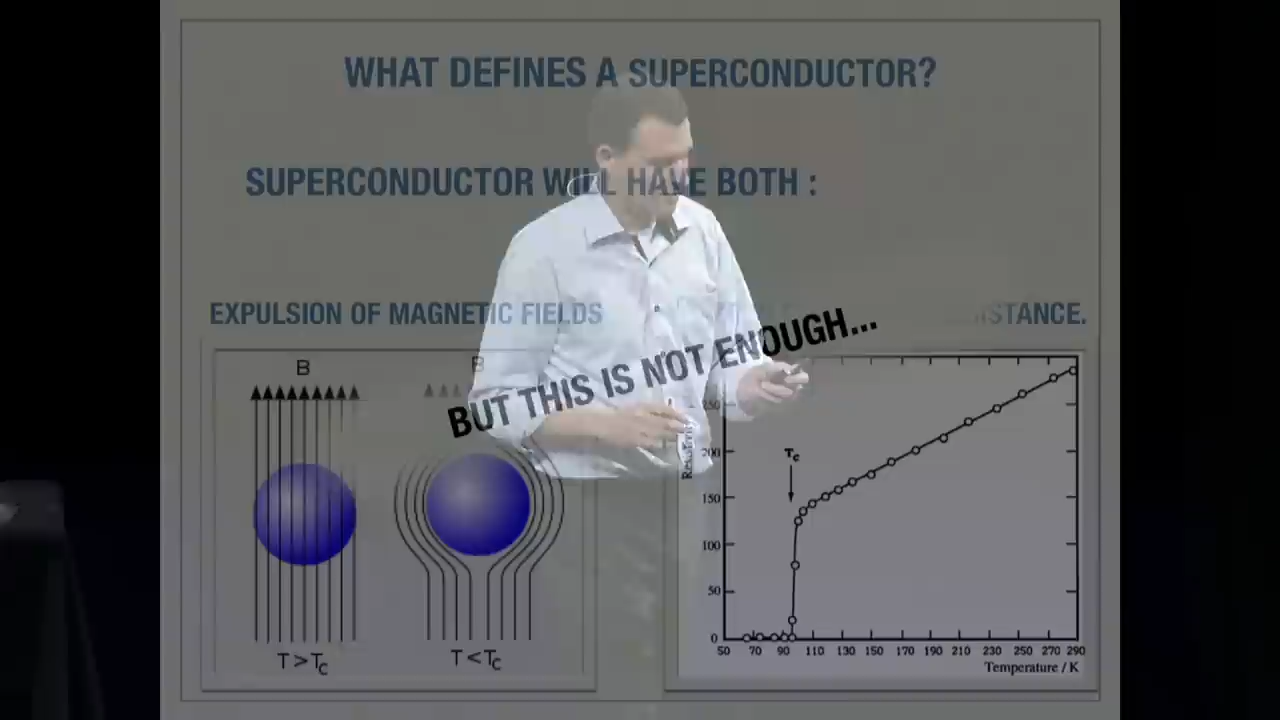 WHAT DEFINES A SUPERCONDUCTOR?
SUPERCONDUCTOR WILL HAVE BOTH :
EXPULSION OF MAGNETIC FIELDS
BUT THIS IS NOT ENOUGH...
B
B
T>Tc
T<Tc
200
150
100
50
0
Tc
50 70 90 110 130 150 170 190 210 230 250 270 290
Temperature / K